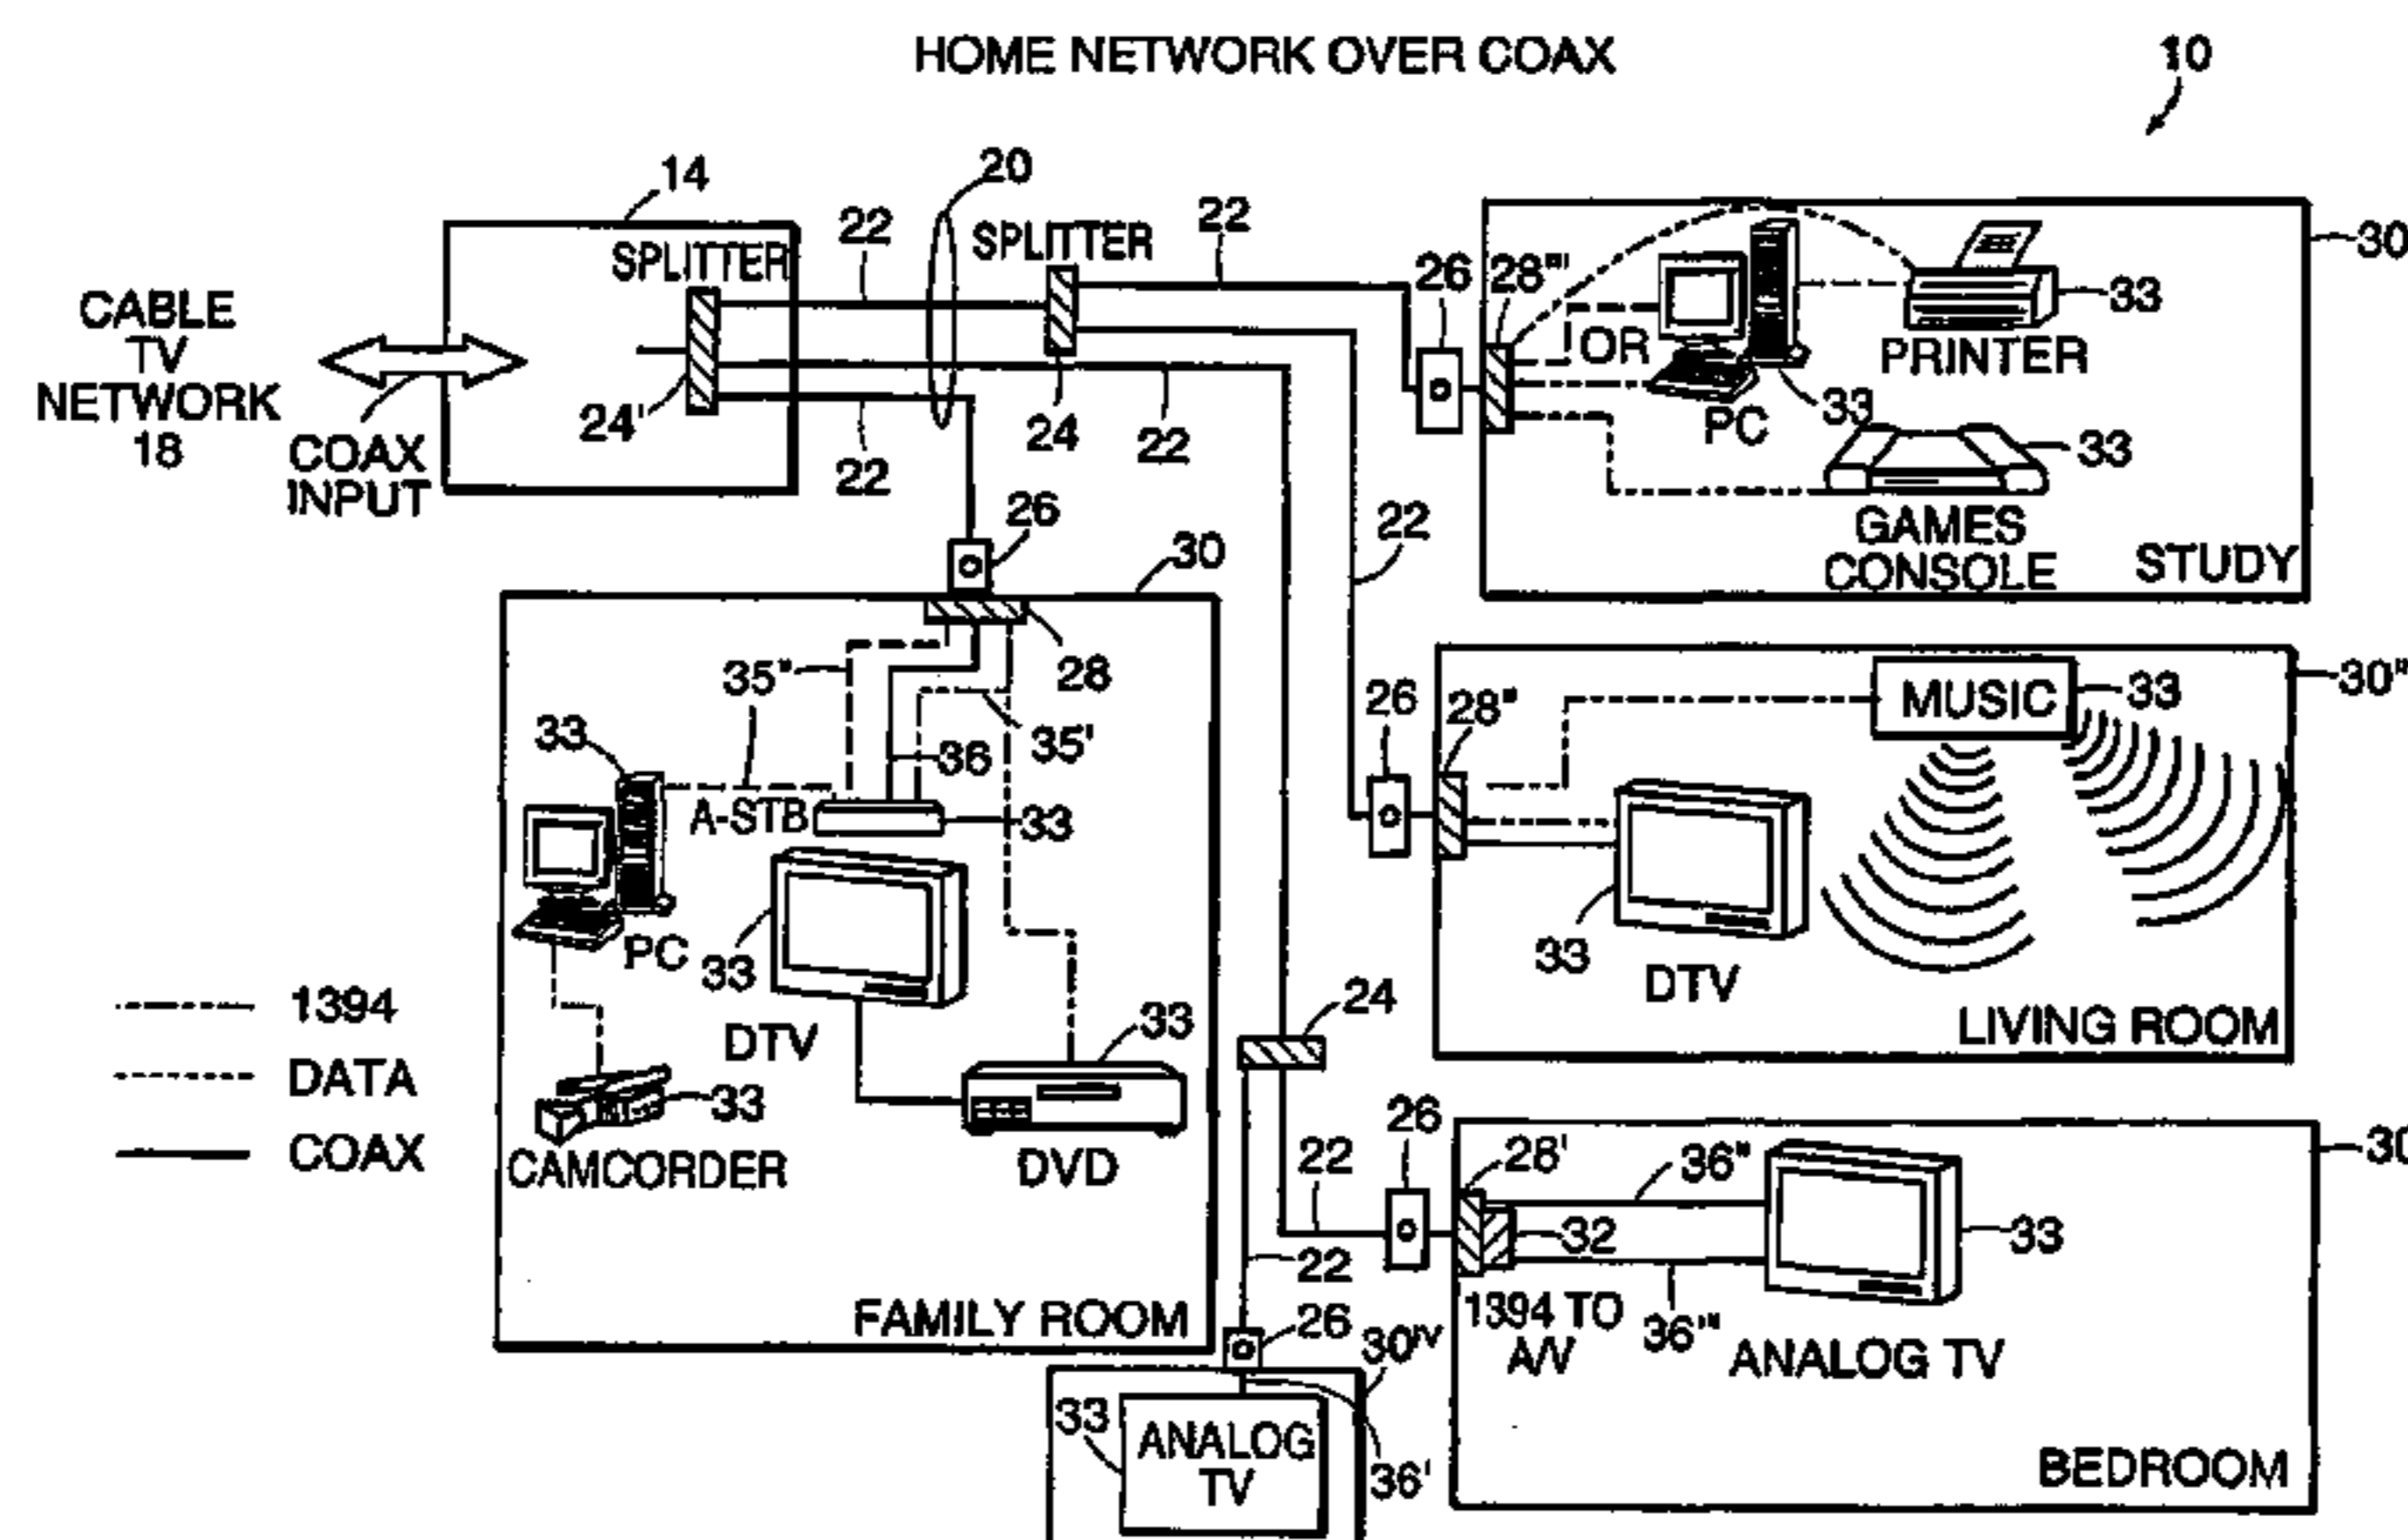 HOME NETWORK OVER COAX
10
14
20
22
SPLITTER
SPLITTER
22
26
28'''
30
33
OR
PRINTER
CABLE
TV
NETWORK
18
COAX
INPUT
24'
22
24
22
PC
33
33
GAMES
CONSOLE
STUDY
26
30
22
35"
28
36
35'
33
A-STB
33
PC
33
DTV
33
CAMCORDER
33
DVD
FAMILY ROOM
1394
DATA
COAX
26
28"
MUSIC
33
30"
33
DTV
LIVING ROOM
24
22
26
28'
36"
32
33
30
22
1394 TO
A/V
36'''
ANALOG TV
BEDROOM
26
30IV
33
ANALOG
TV
36'